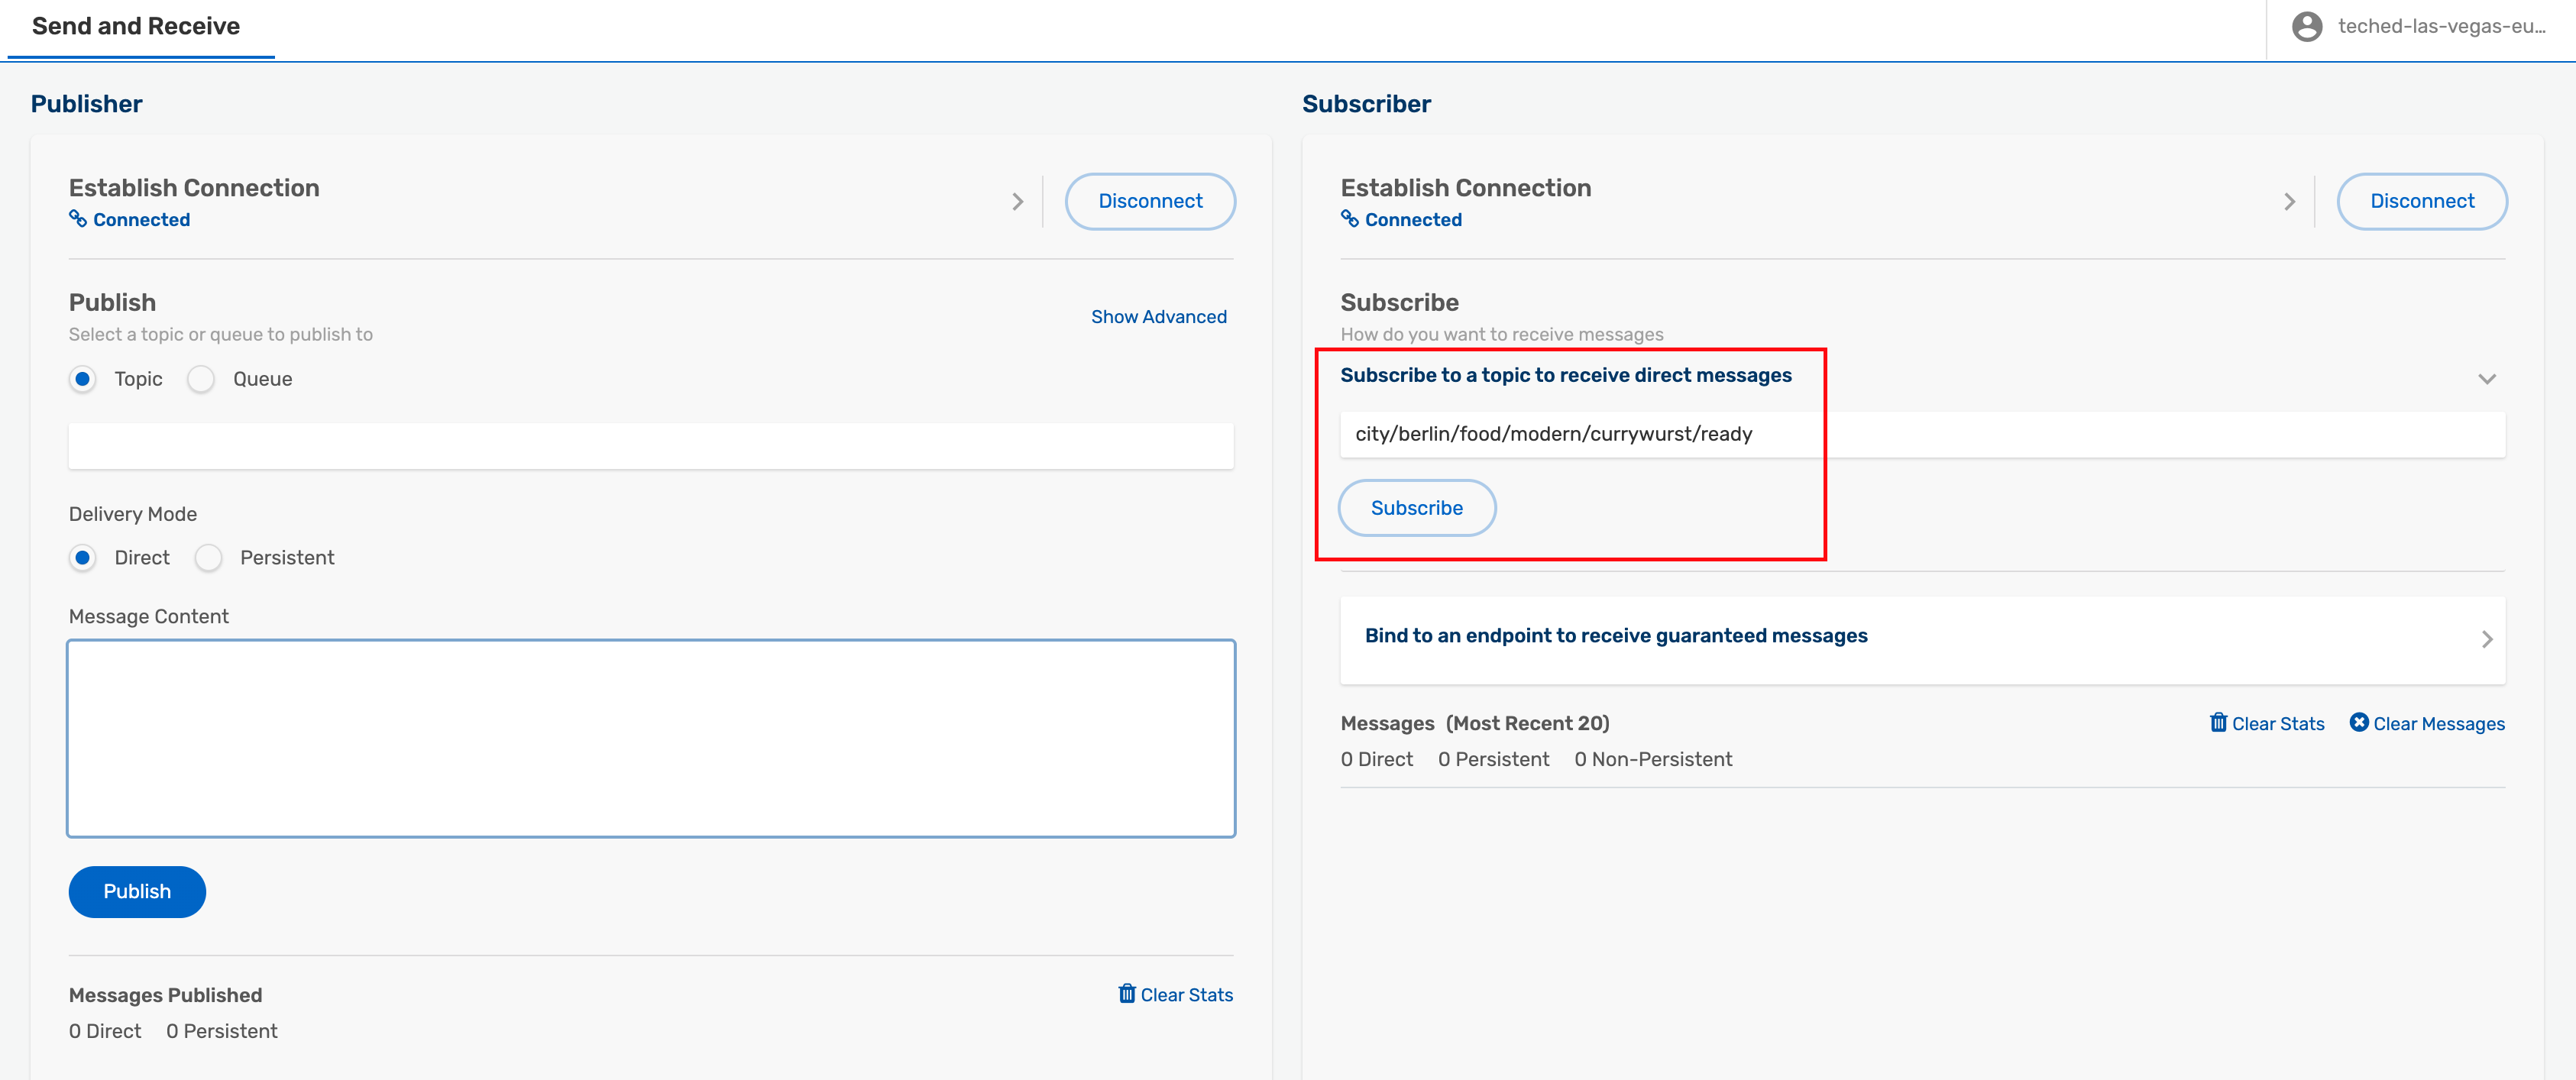 Send and Receive
teched-las-vegas-eu...
Publisher
Establish Connection
Connected
Disconnect
Publish
Show Advanced
Select a topic or queue to publish to
Topic
Queue
Delivery Mode
Direct
Persistent
Message Content
Publish
Messages Published
Clear Stats
0 Direct 0 Persistent
Subscriber
Establish Connection
Connected
Disconnect
Subscribe
How do you want to receive messages
Subscribe to a topic to receive direct messages
city/berlin/food/modern/currywurst/ready
Subscribe
Bind to an endpoint to receive guaranteed messages
Messages (Most Recent 20)
Clear Stats
Clear Messages
0 Direct 0 Persistent 0 Non-Persistent